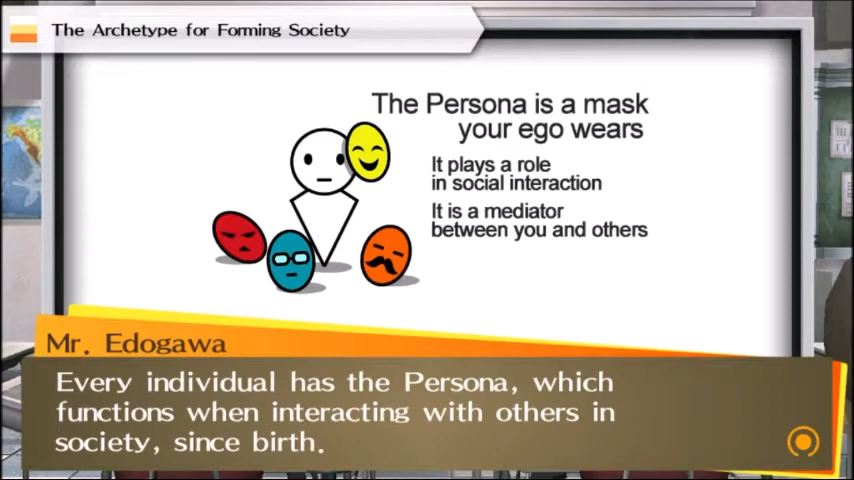 The Archetype for Forming Society
The Persona is a mask
your ego wears
It plays a role
in social interaction
It is a mediator
between you and others
Mr. Edogawa
Every individual has the Persona, which
functions when interacting with others in
society, since birth.